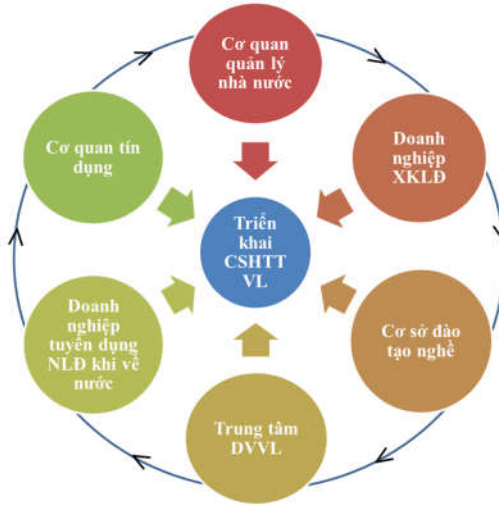 Cơ quan
quản lý
nhà nước
Doanh
nghiệp
XKLĐ
Cơ sở đào
tạo nghề
Trung tâm
DVVL
Doanh
nghiệp
tuyển dụng
NLĐ khi về
nước
Cơ quan tín
dụng
Triển
khai
CSHTT
VL